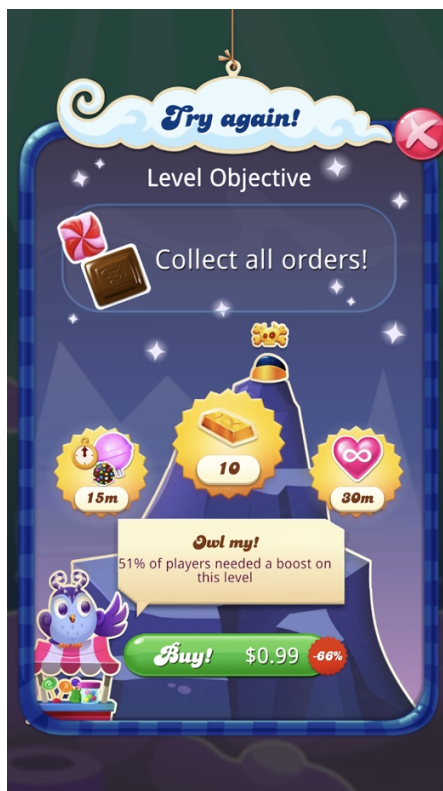 Try again!
Level Objective
Collect all orders!
10
15m
30m
Owl my!
51% of players needed a boost on
this level
Buy! $0.99 -66%